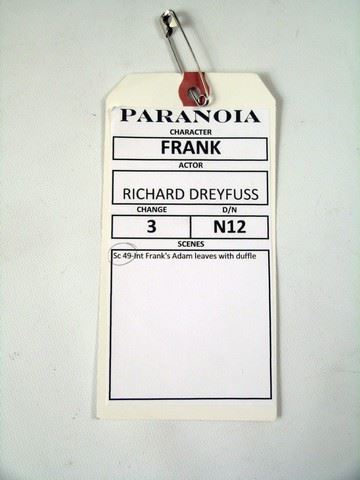 PARANOIA
CHARACTER
FRANK
ACTOR
RICHARD DREYFUSS
CHANGE D/N
3 N12
SCENES
Sc 49-Int Frank's Adam leaves with duffle